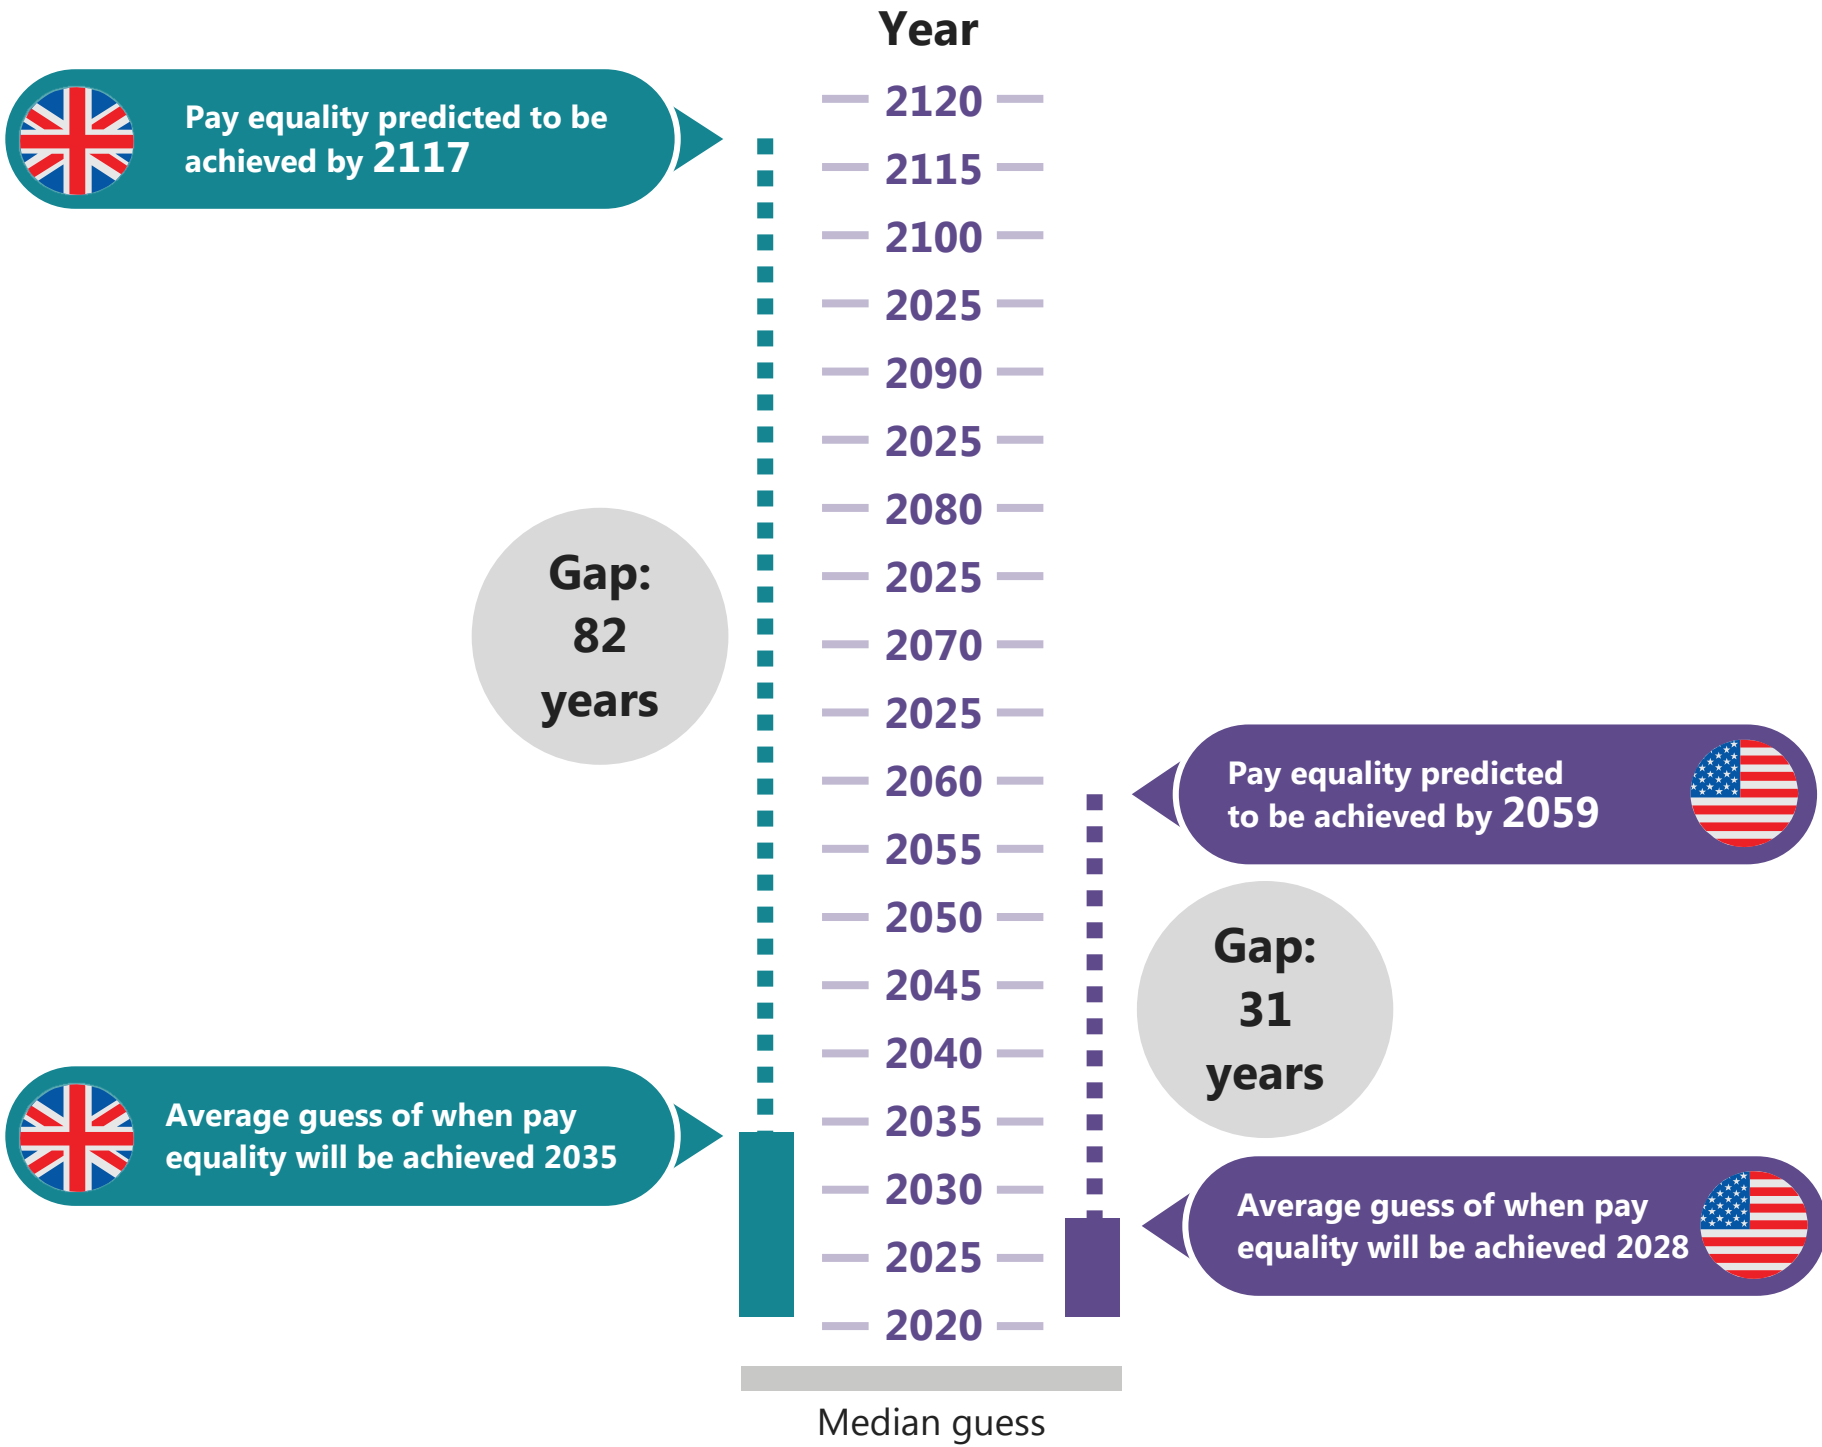 Year
Pay equality predicted to be
achieved by 2117
2120
2115
2100
2025
2090
2025
2080
2025
2070
2025
2060
2055
2050
2045
2040
2035
2030
2025
2020
Gap:
82
years
Pay equality predicted
to be achieved by 2059
Gap:
31
years
Average guess of when pay
equality will be achieved 2035
Average guess of when pay
equality will be achieved 2028
Median guess